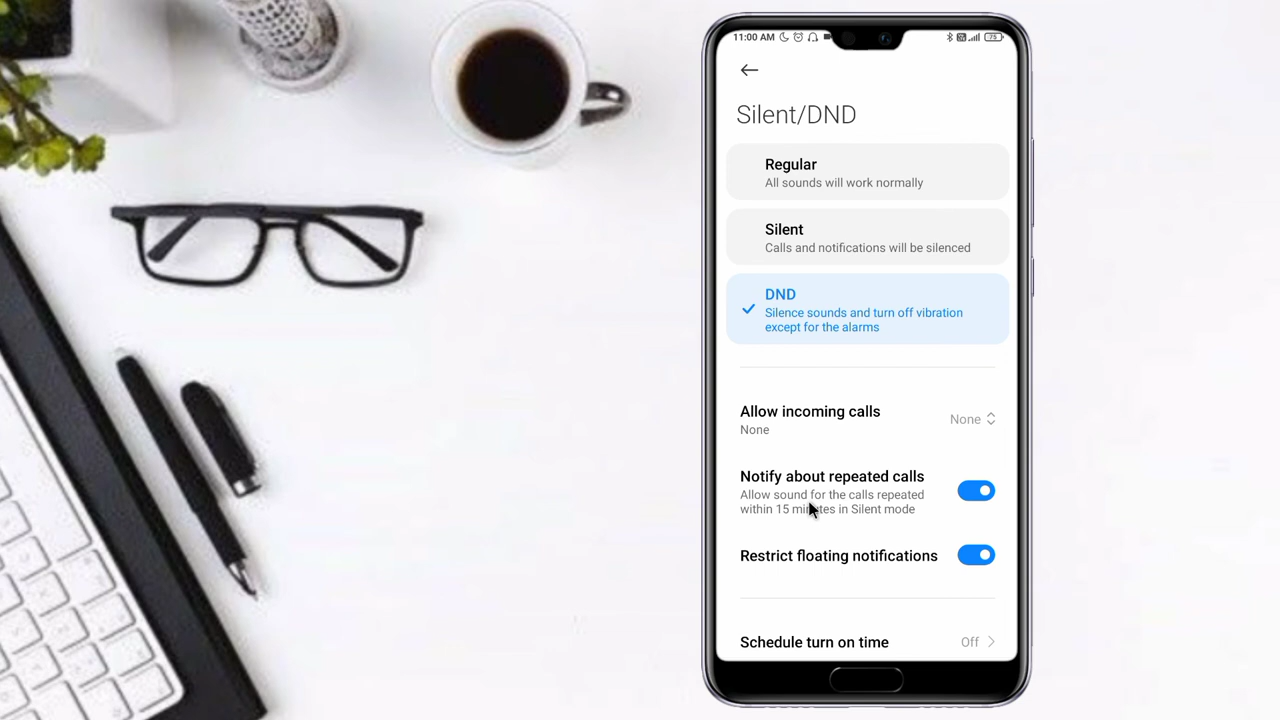 11:00 AM
75
Silent/DND
Regular
All sounds will work normally
Silent
Calls and notifications will be silenced
DND
Silence sounds and turn off vibration
except for the alarms
Allow incoming calls
None
None
Notify about repeated calls
Allow sound for the calls repeated
within 15 minutes in Silent mode
Restrict floating notifications
Schedule turn on time
Off